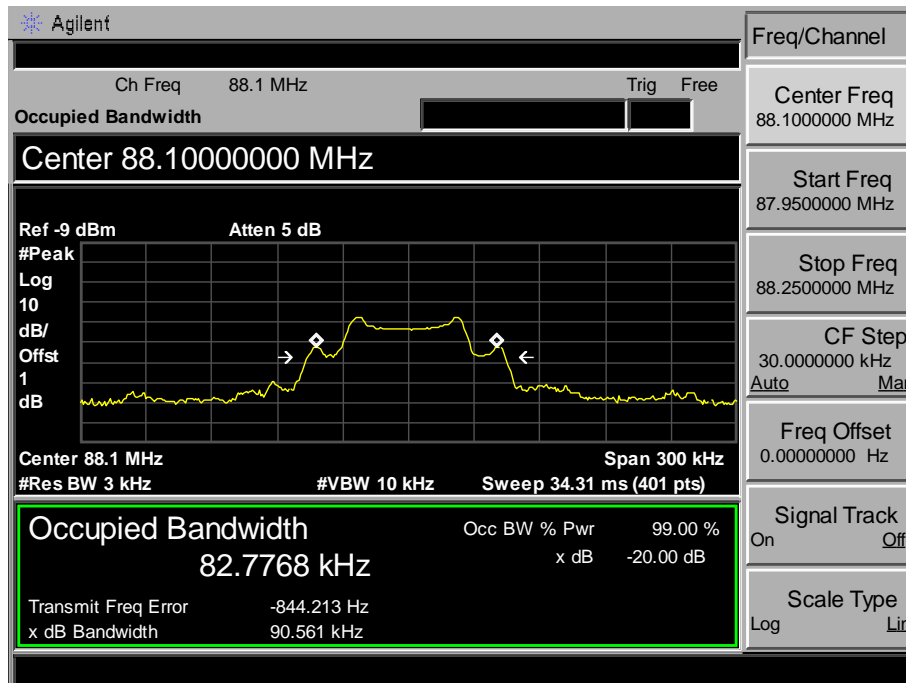 Agilent
Freq/Channel
Ch Freq 88.1 MHz Trig Free
Occupied Bandwidth
Center 88.10000000 MHz
Ref -9 dBm Atten 5 dB
#Peak
Log
10
dB/
Offst
1
dB
Center 88.1 MHz Span 300 kHz
#Res BW 3 kHz #VBW 10 kHz Sweep 34.31 ms (401 pts)
Occupied Bandwidth
82.7768 kHz
Occ BW % Pwr 99.00 %
x dB -20.00 dB
Transmit Freq Error -844.213 Hz
x dB Bandwidth 90.561 kHz
Center Freq
88.1000000 MHz
Start Freq
87.9500000 MHz
Stop Freq
88.2500000 MHz
CF Step
30.0000000 kHz
Auto Man
Freq Offset
0.00000000 Hz
Signal Track
On Off
Scale Type
Log Lin